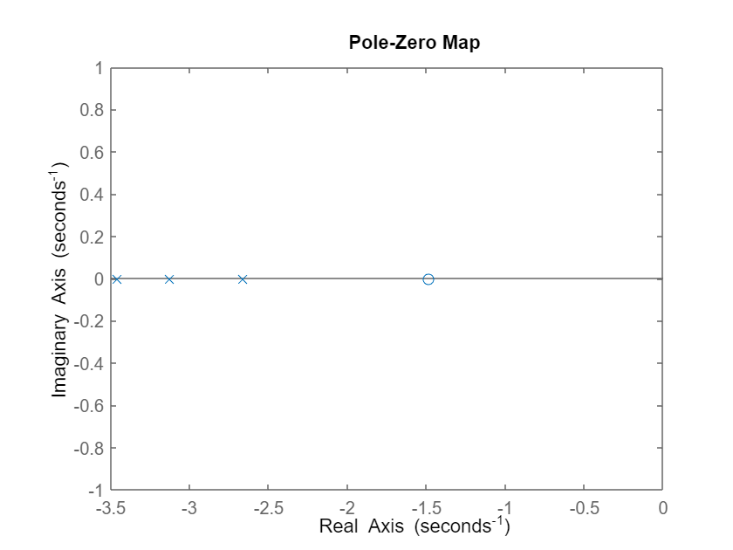 Pole-Zero Map
1
0.8
0.6
0.4
0.2
0
-0.2
-0.4
-0.6
-0.8
-1
Imaginary Axis (seconds⁻¹)
-3.5 -3 -2.5 -2 -1.5 -1 -0.5 0
Real Axis (seconds⁻¹)